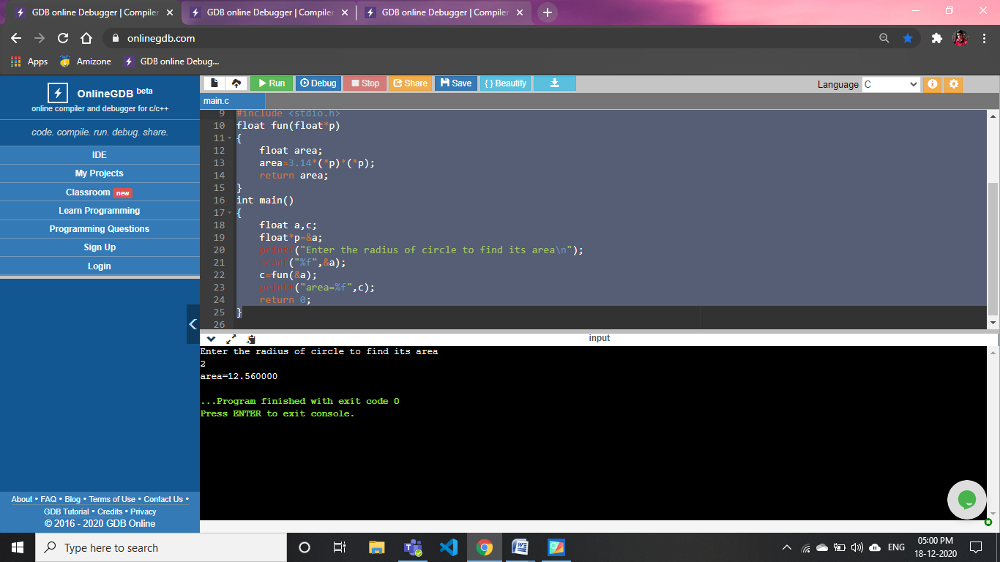 GDB online Debugger | Compiler
GDB online Debugger | Compiler
GDB online Debugger | Compiler
onlinegdb.com
Apps
Amizone
GDB online Debug...
OnlineGDB beta
online compiler and debugger for c/c++
code. compile. run. debug. share.
IDE
My Projects
Classroom new
Learn Programming
Programming Questions
Sign Up
Login
About • FAQ • Blog • Terms of Use • Contact Us •
GDB Tutorial • Credits • Privacy
© 2016 - 2020 GDB Online
Run
Debug
Stop
Share
Save
{ } Beautify
Language C
main.c
9 #include <stdio.h>
10 float fun(float*p)
11 {
12 float area;
13 area=3.14*(*p)*(*p);
14 return area;
15 }
16 int main()
17 {
18 float a,c;
19 float*p=&a;
20 printf("Enter the radius of circle to find its area\n");
21 scanf("%f",&a);
22 c=fun(&a);
23 printf("area=%f",c);
24 return 0;
25 }
26
input
Enter the radius of circle to find its area
2
area=12.560000
...Program finished with exit code 0
Press ENTER to exit console.
Type here to search
ENG
05:00 PM
18-12-2020